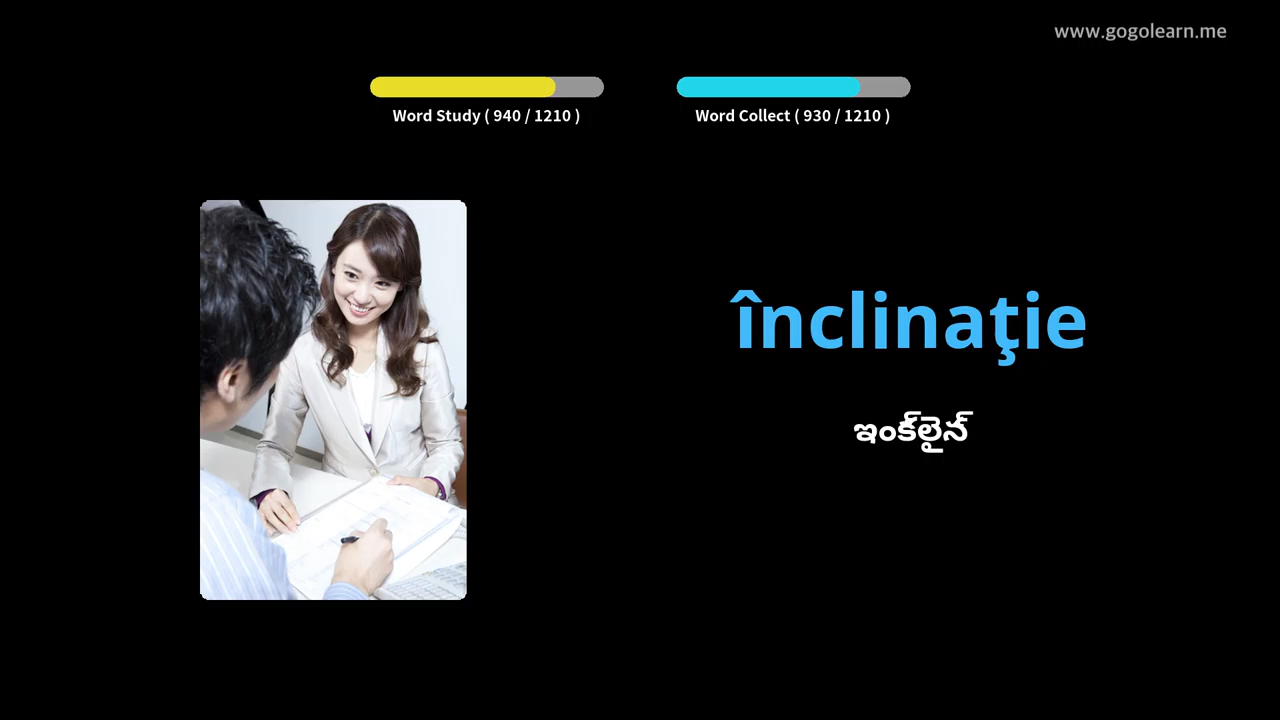 www.gogolearn.me
Word Study ( 940 / 1210 )
Word Collect ( 930 / 1210 )
înclinaţie
ఇంక్‌లైన్